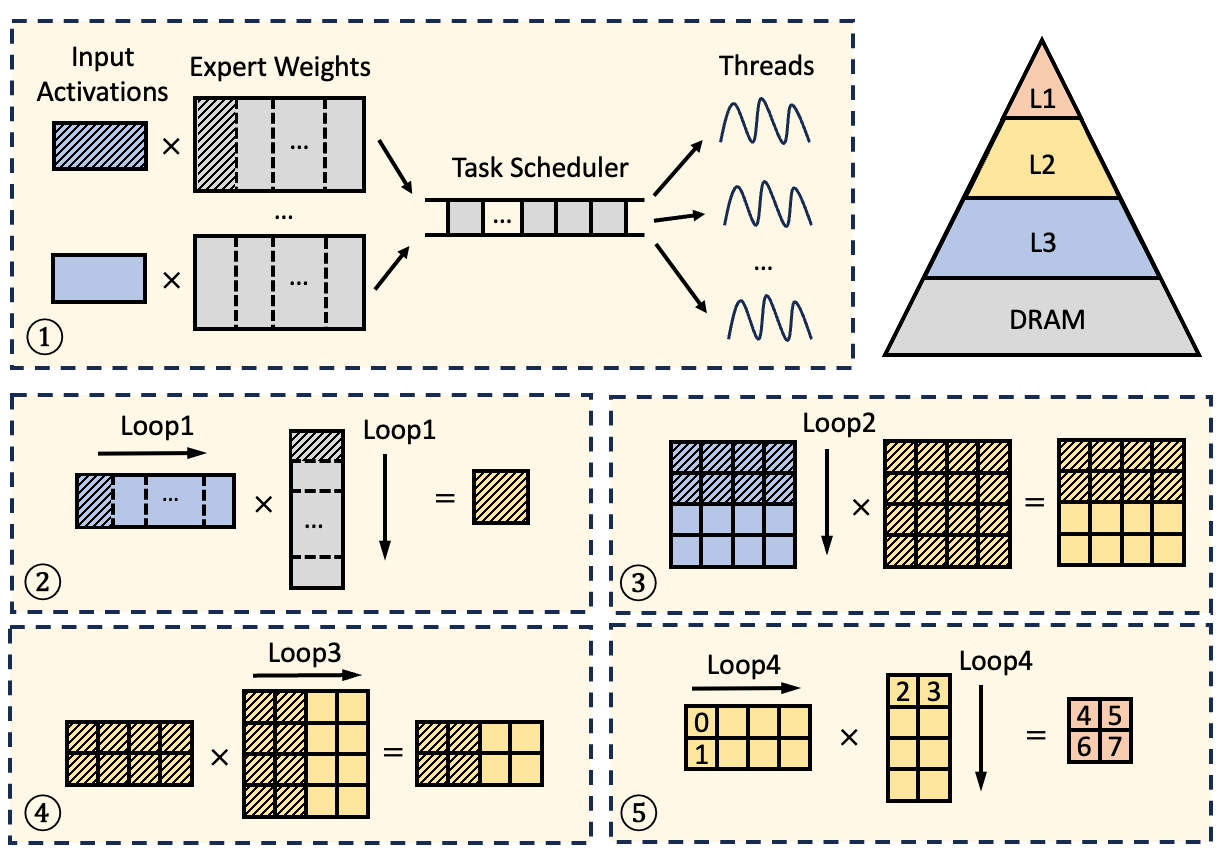 Input
Activations
Expert Weights
Threads
×
...
...
Task Scheduler
...
×
...
...
①
L1
L2
L3
DRAM
Loop1
Loop1
...
×
...
=
②
Loop2
×
=
③
Loop3
×
=
④
Loop4
Loop4
0
1
×
2 3
=
4 5
6 7
⑤